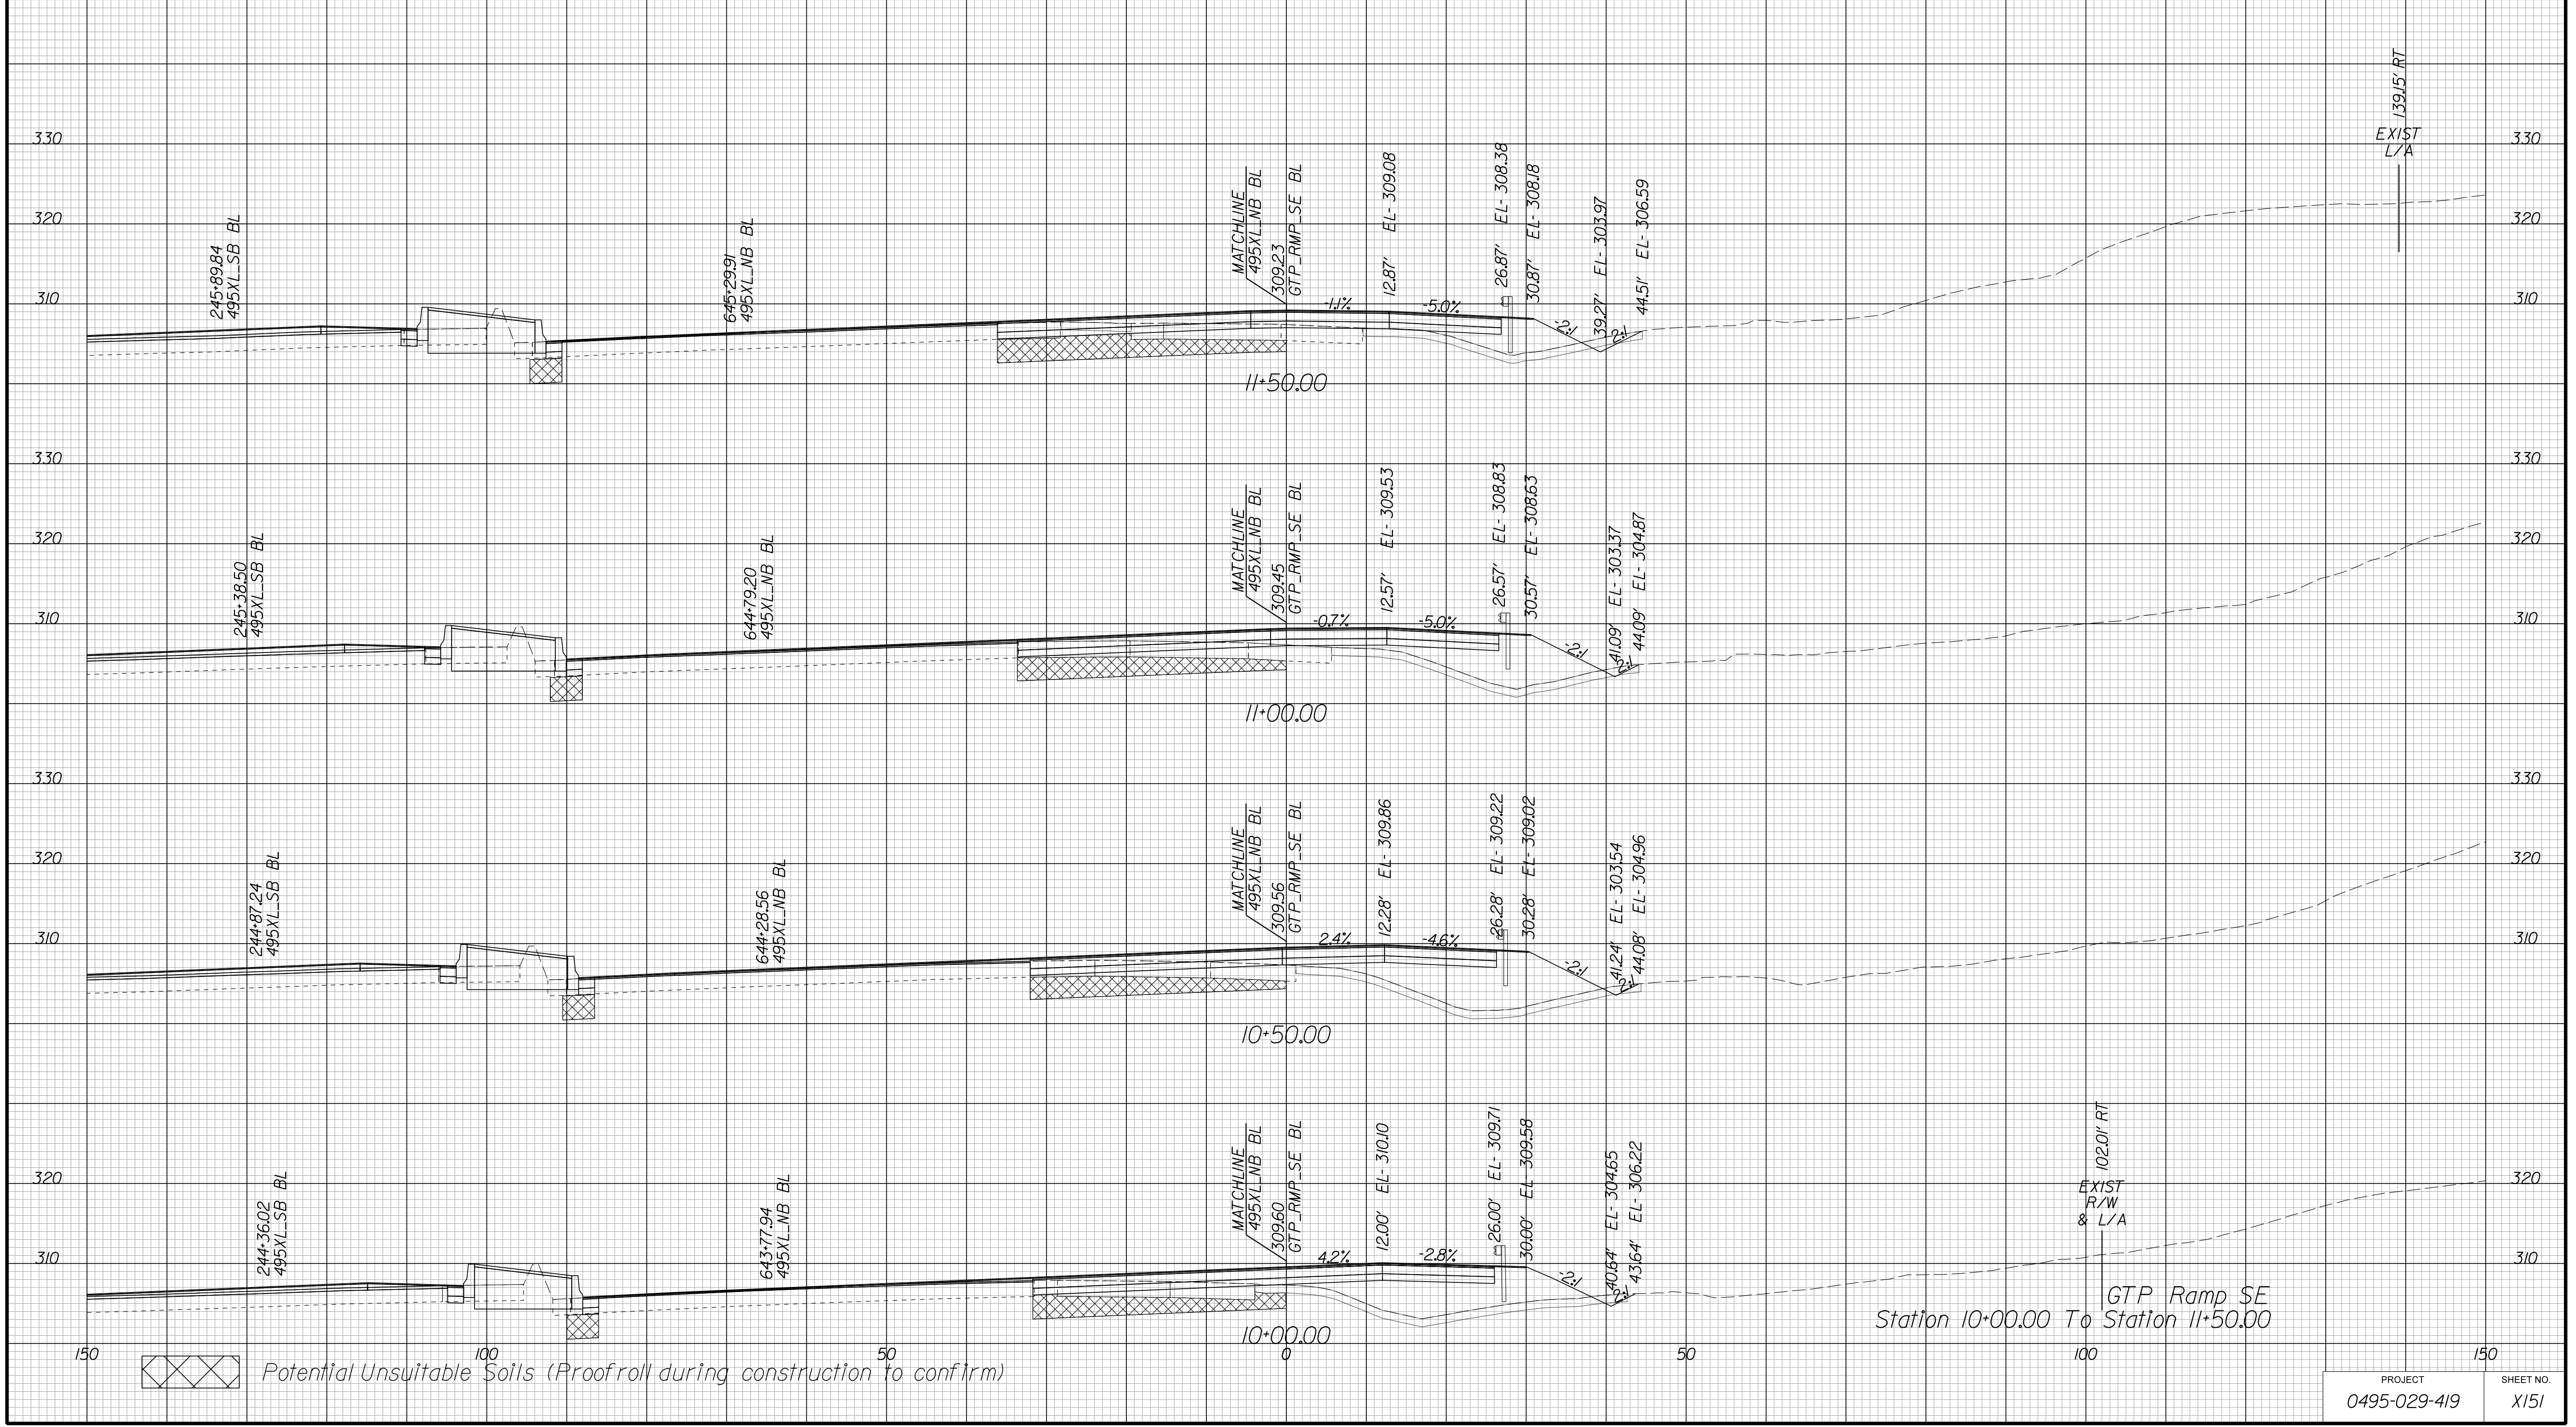 139.15' RT
EXIST
L/A
330
330
320
320
310
310
245+89.84
495XL_SB BL
645+29.91
495XL_NB BL
MATCHLINE
495XL_NB BL
309.23
GTP_RMP_SE BL
-1.1%
12.87' EL- 309.08
-5.0%
26.87' EL- 308.38
30.87' EL- 308.18
-2:1
39.27' EL- 303.97
2:1
44.51' EL- 306.59
11+50.00
330
330
320
320
310
310
245+38.50
495XL_SB BL
644+79.20
495XL_NB BL
MATCHLINE
495XL_NB BL
309.45
GTP_RMP_SE BL
-0.7%
12.57' EL- 309.53
-5.0%
26.57' EL- 308.83
30.57' EL- 308.63
-2:1
41.09' EL- 303.37
2:1
44.09' EL- 304.87
11+00.00
330
330
320
320
310
310
244+87.24
495XL_SB BL
644+28.56
495XL_NB BL
MATCHLINE
495XL_NB BL
309.56
GTP_RMP_SE BL
2.4%
12.28' EL- 309.86
-4.6%
26.28' EL- 309.22
30.28' EL- 309.02
-2:1
41.24' EL- 303.54
2:1
44.08' EL- 304.96
10+50.00
320
320
310
310
244+36.02
495XL_SB BL
643+77.94
495XL_NB BL
MATCHLINE
495XL_NB BL
309.60
GTP_RMP_SE BL
4.2%
12.00' EL- 310.10
-2.8%
26.00' EL- 309.71
30.00' EL- 309.58
-2:1
40.64' EL- 304.65
2:1
43.64' EL- 306.22
102.01' RT
EXIST
R/W
& L/A
10+00.00
GTP Ramp SE
Station 10+00.00 To Station 11+50.00
150
100
50
0
50
100
150
Potential Unsuitable Soils (Proofroll during construction to confirm)
PROJECT
0495-029-419
SHEET NO.
X151